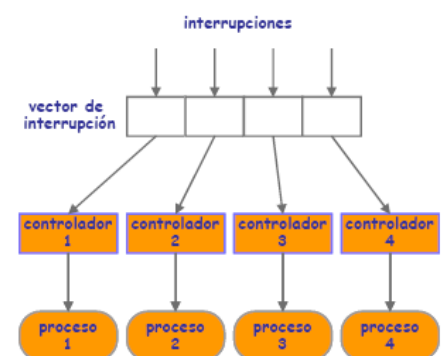 interrupciones
vector de
interrupción
controlador
1
controlador
2
controlador
3
controlador
4
proceso
1
proceso
2
proceso
3
proceso
4